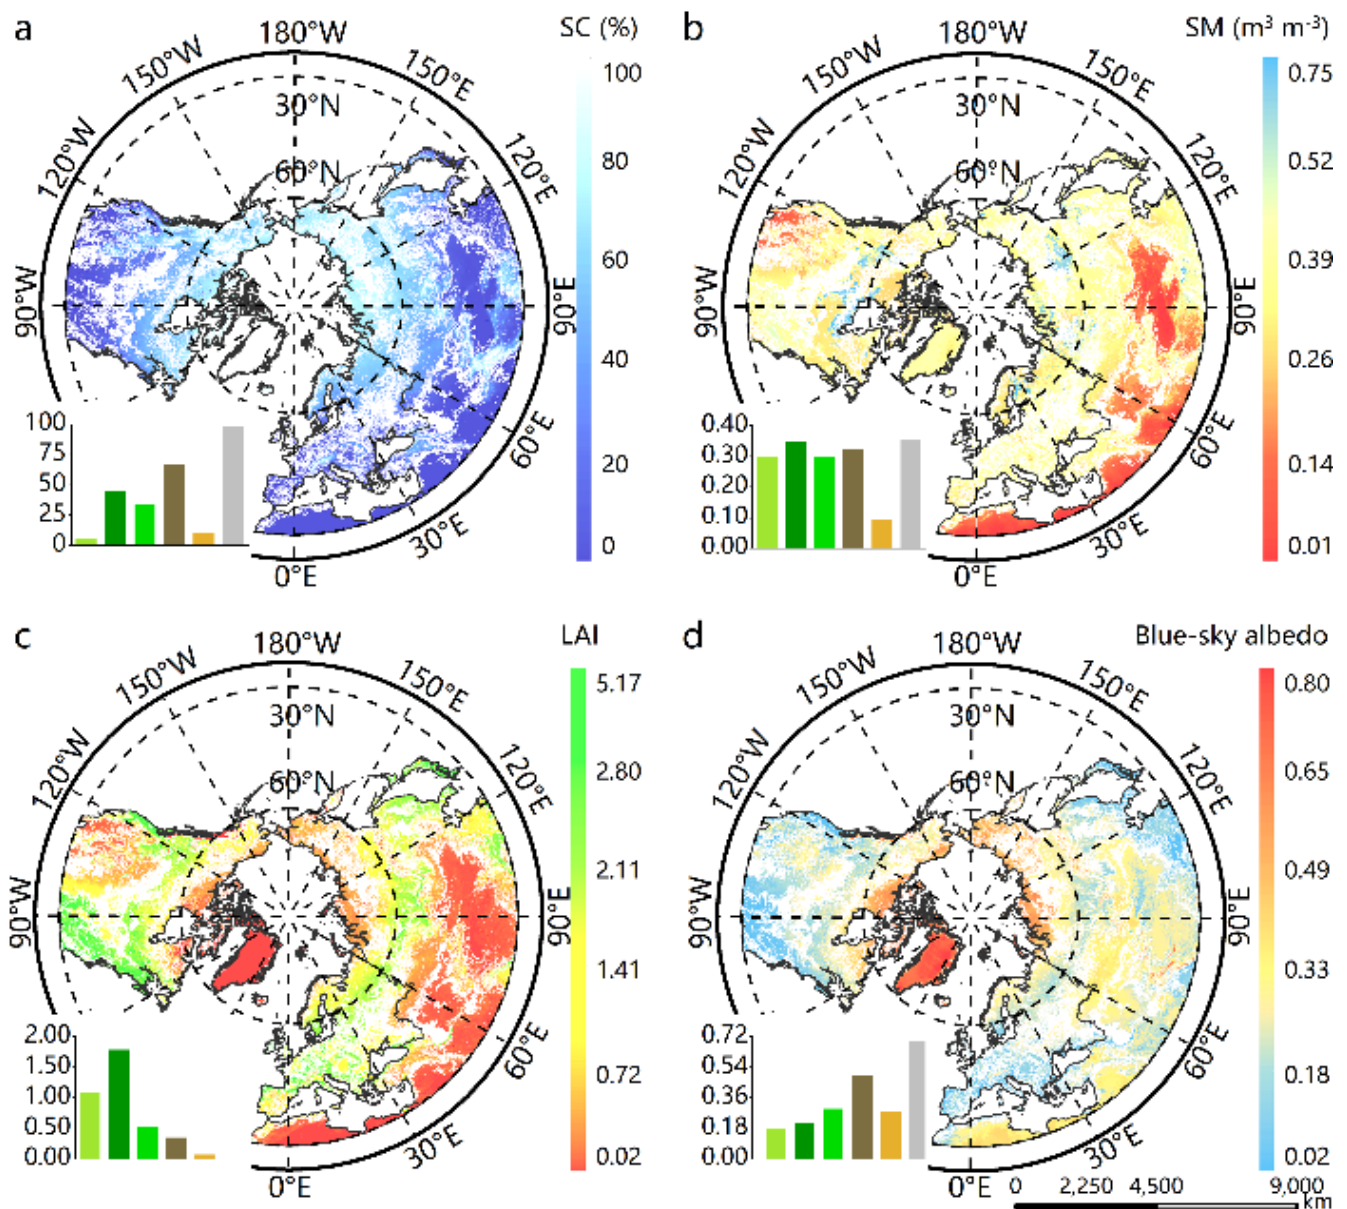 a
SC (%)
180°W
150°W
150°E
120°W
120°E
30°N
60°N
90°W
90°E
60°E
30°E
0°E
100
80
60
40
20
0
100
75
50
25
0
b
SM (m³ m⁻³)
180°W
150°W
150°E
120°W
120°E
30°N
60°N
90°W
90°E
60°E
30°E
0°E
0.75
0.52
0.39
0.26
0.14
0.01
0.40
0.30
0.20
0.10
0.00
c
LAI
180°W
150°W
150°E
120°W
120°E
30°N
60°N
90°W
90°E
60°E
30°E
0°E
5.17
2.80
2.11
1.41
0.72
0.02
2.00
1.50
1.00
0.50
0.00
d
Blue-sky albedo
180°W
150°W
150°E
120°W
120°E
30°N
60°N
90°W
90°E
60°E
30°E
0°E
0.80
0.65
0.49
0.33
0.18
0.02
0.72
0.54
0.36
0.18
0.00
0 2,250 4,500 9,000
km